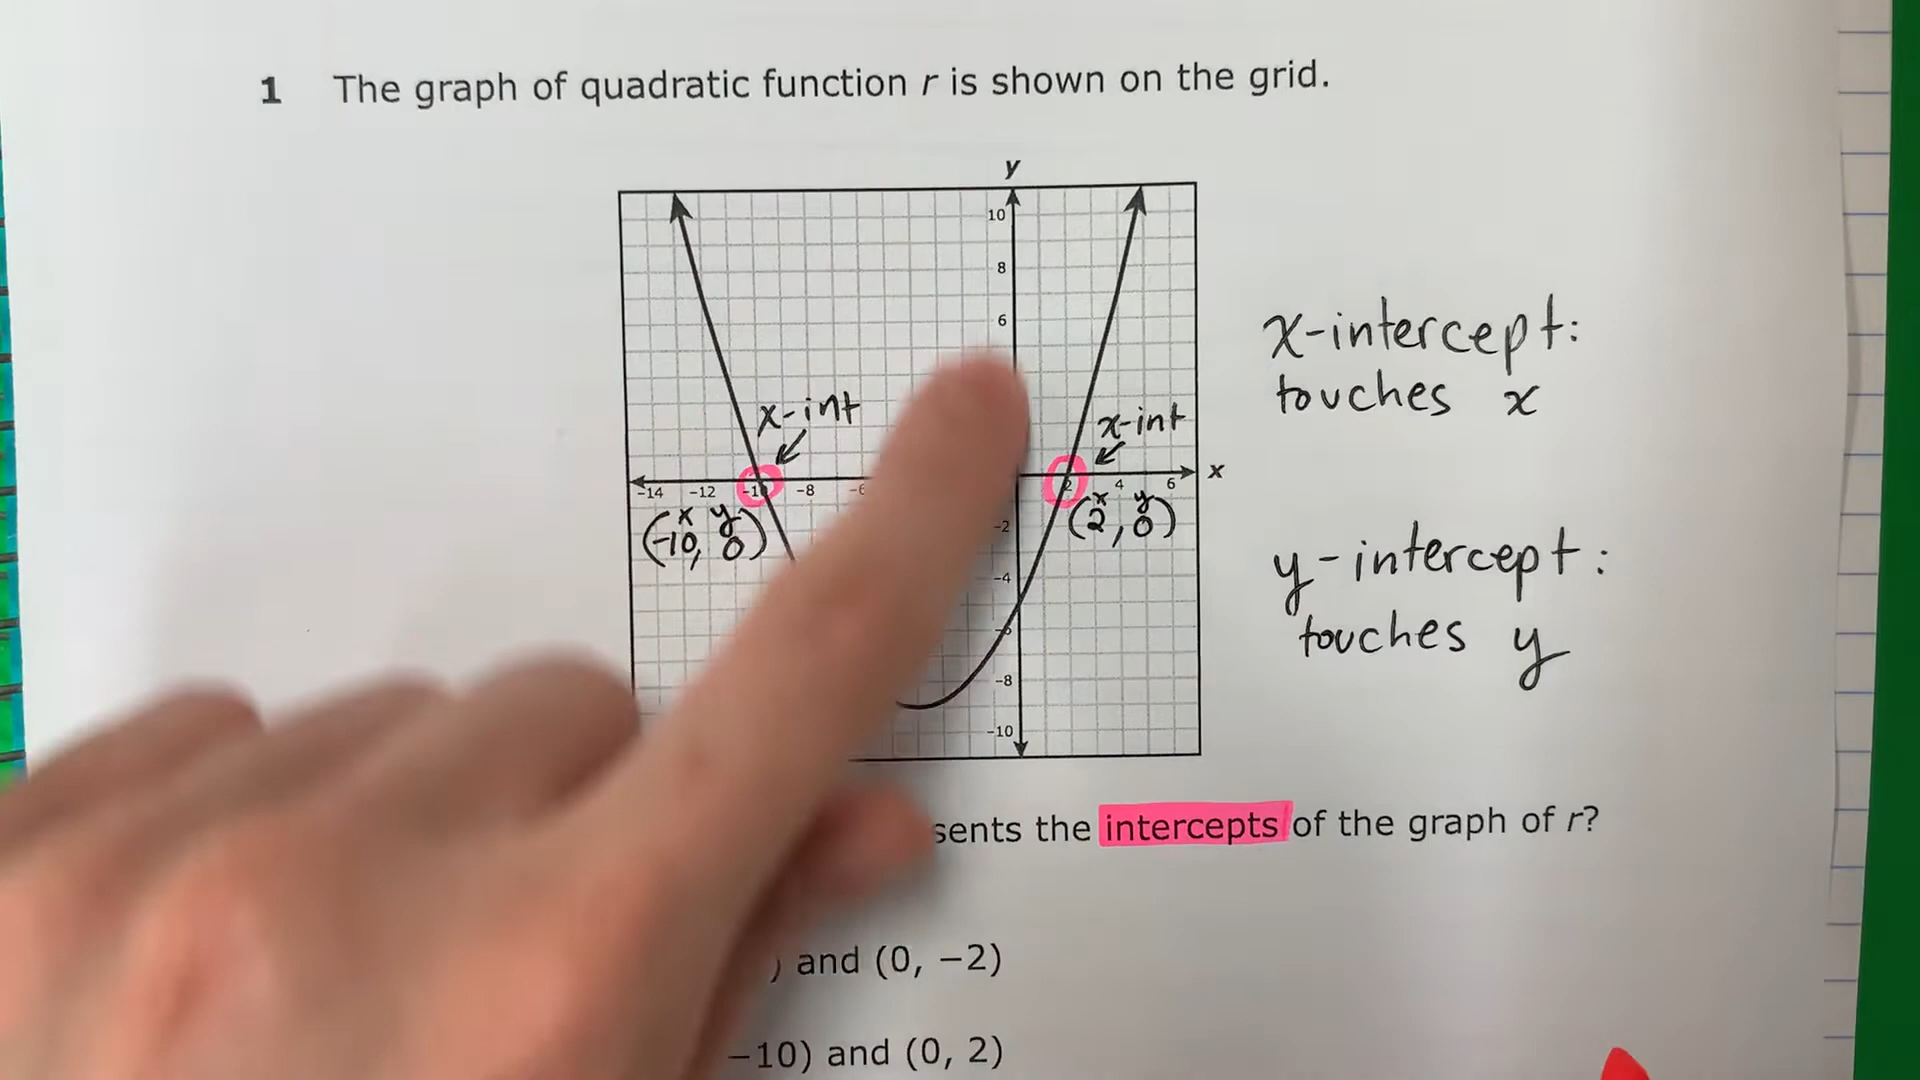 1 The graph of quadratic function r is shown on the grid.
y
10
8
6
x-int
x-int
x
-14 -12 -10 -8 -6 2 4 6
x y
(-10, 0)
x y
(2, 0)
-2
-4
-8
-10
x-intercept:
touches x
y-intercept:
touches y
the intercepts of the graph of r?
) and (0, −2)
−10) and (0, 2)